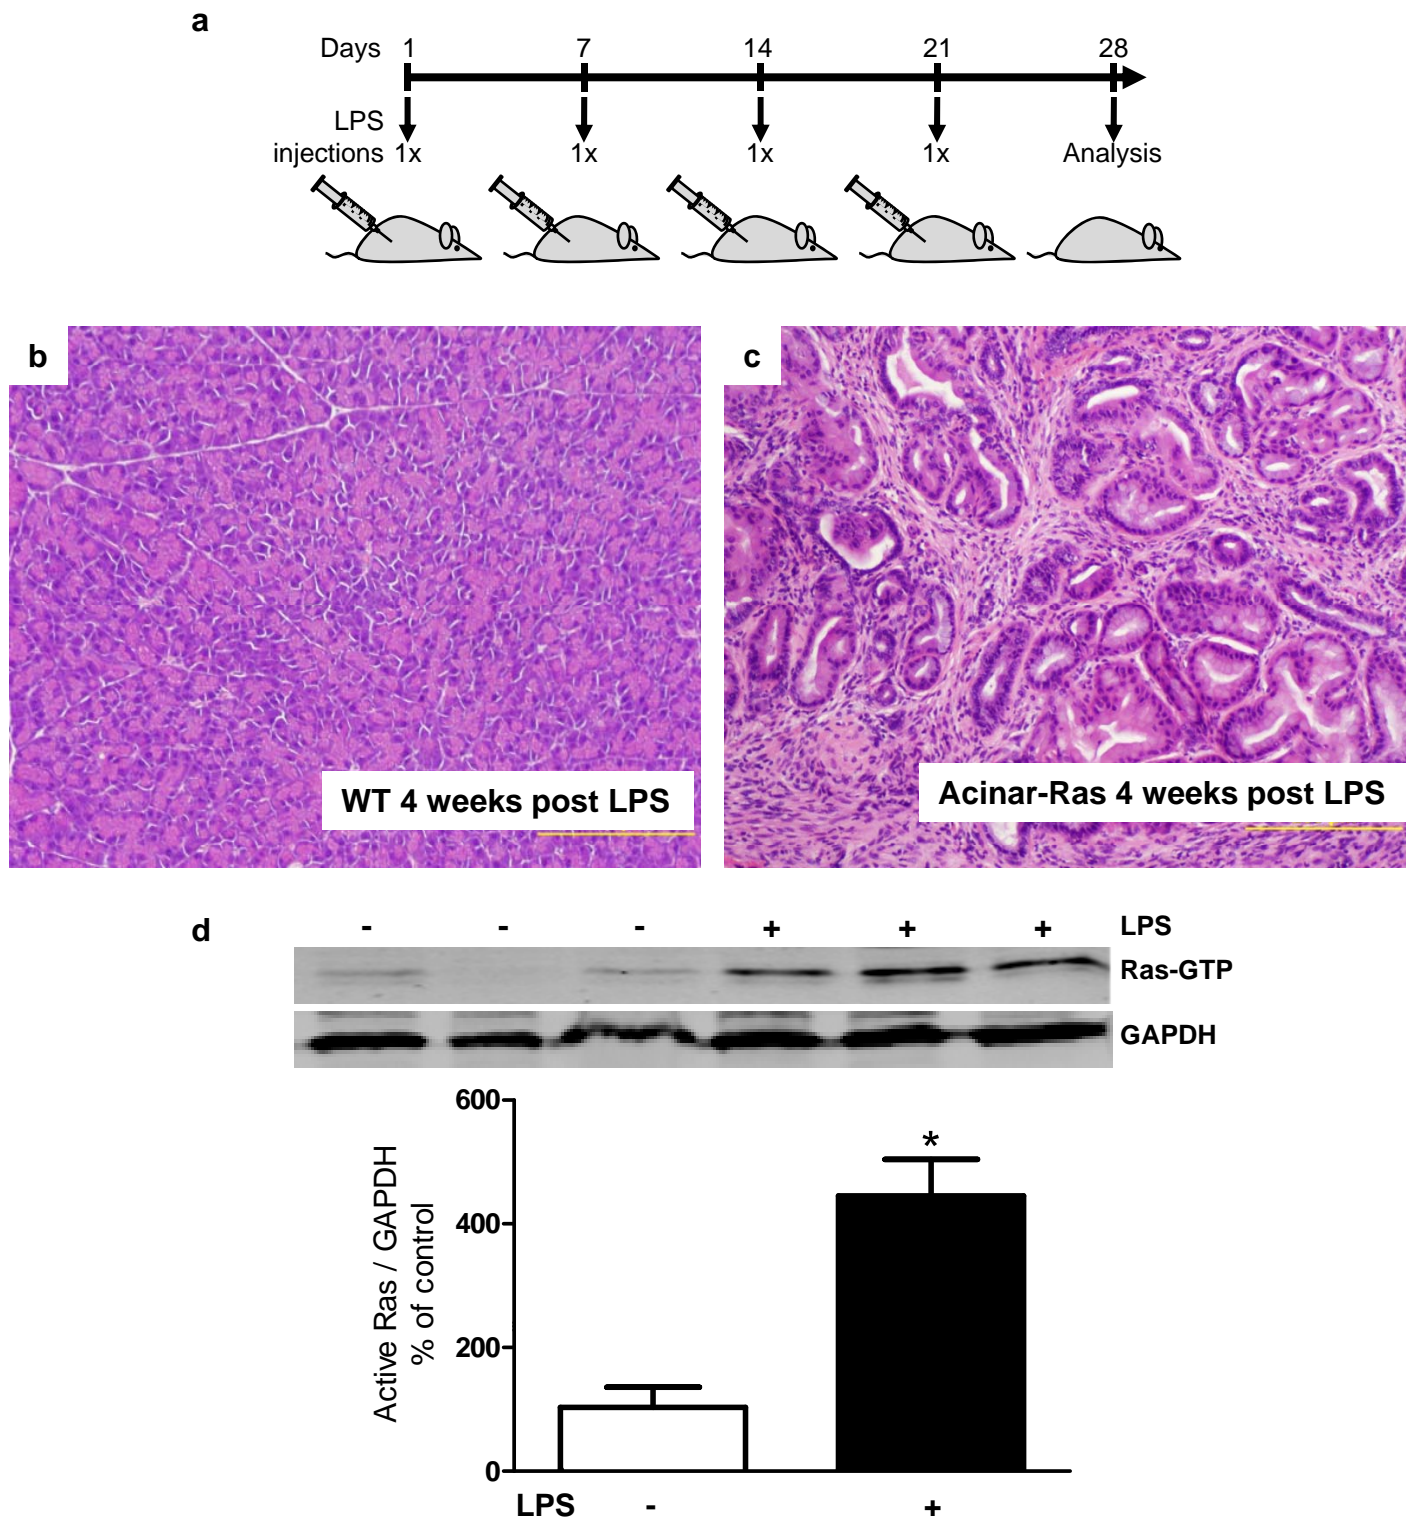 a
Days 1 7 14 21 28
LPS
injections 1x 1x 1x 1x Analysis
b
WT 4 weeks post LPS
c
Acinar-Ras 4 weeks post LPS
d
- - - + + + LPS
Ras-GTP
GAPDH
Active Ras / GAPDH
% of control
600
*
400
200
0
LPS - +